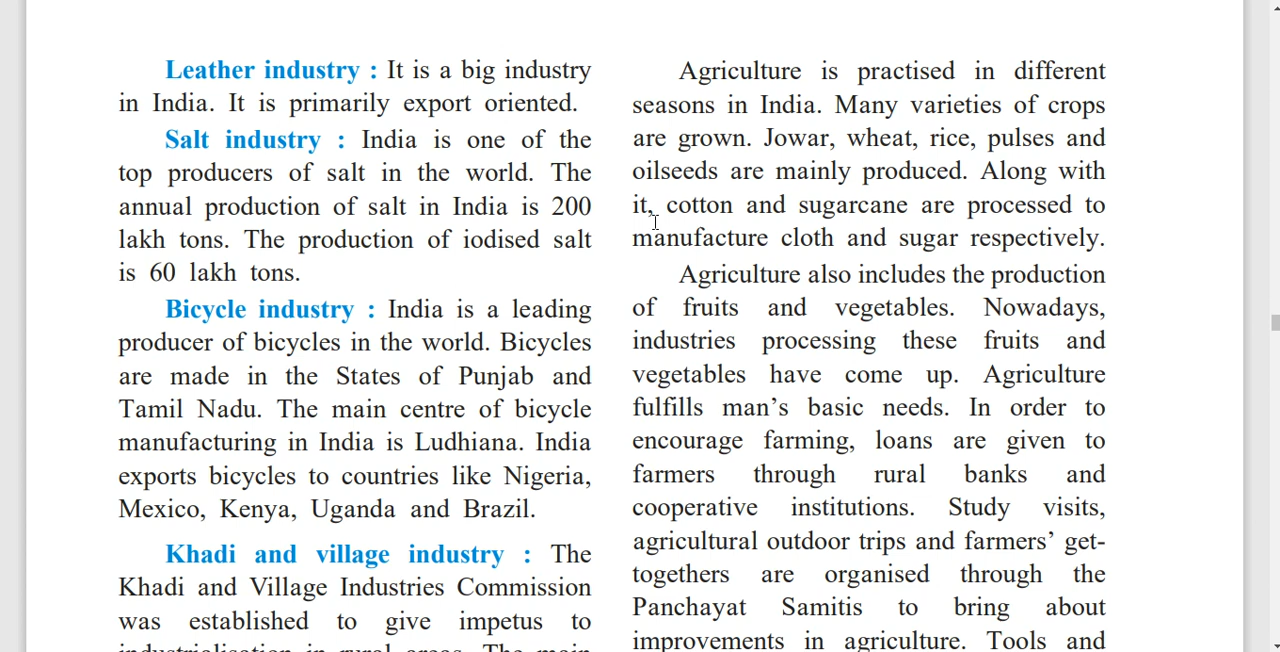 Leather industry : It is a big industry
in India. It is primarily export oriented.
Salt industry : India is one of the
top producers of salt in the world. The
annual production of salt in India is 200
lakh tons. The production of iodised salt
is 60 lakh tons.
Bicycle industry : India is a leading
producer of bicycles in the world. Bicycles
are made in the States of Punjab and
Tamil Nadu. The main centre of bicycle
manufacturing in India is Ludhiana. India
exports bicycles to countries like Nigeria,
Mexico, Kenya, Uganda and Brazil.
Khadi and village industry : The
Khadi and Village Industries Commission
was established to give impetus to
industrialisation in rural areas. The main
Agriculture is practised in different
seasons in India. Many varieties of crops
are grown. Jowar, wheat, rice, pulses and
oilseeds are mainly produced. Along with
it, cotton and sugarcane are processed to
manufacture cloth and sugar respectively.
Agriculture also includes the production
of fruits and vegetables. Nowadays,
industries processing these fruits and
vegetables have come up. Agriculture
fulfills man’s basic needs. In order to
encourage farming, loans are given to
farmers through rural banks and
cooperative institutions. Study visits,
agricultural outdoor trips and farmers’ get-
togethers are organised through the
Panchayat Samitis to bring about
improvements in agriculture. Tools and